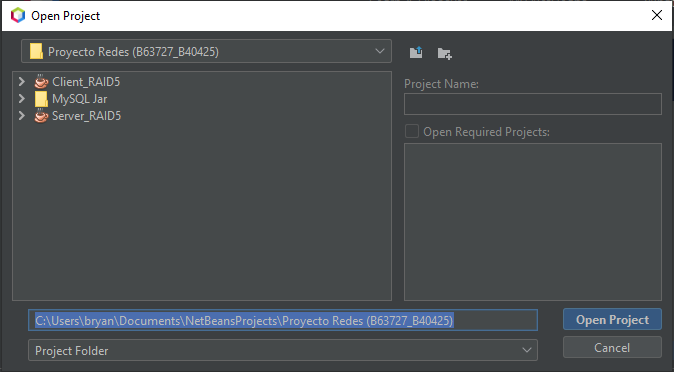 Open Project
Proyecto Redes (B63727_B40425)
Client_RAID5
MySQL Jar
Server_RAID5
Project Name:
Open Required Projects:
C:\Users\bryan\Documents\NetBeansProjects\Proyecto Redes (B63727_B40425)
Open Project
Project Folder
Cancel